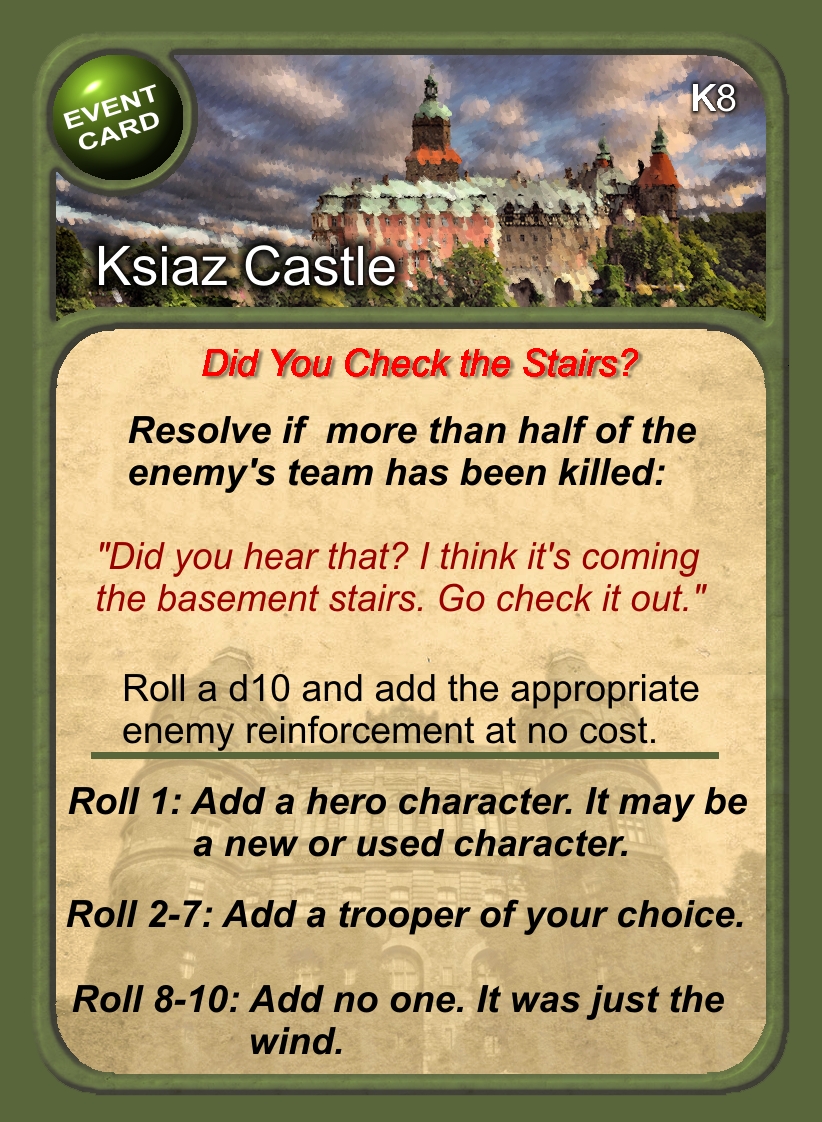 EVENT
CARD
K8
Ksiaz Castle
Did You Check the Stairs?
Resolve if  more than half of the
enemy's team has been killed:
"Did you hear that? I think it's coming
the basement stairs. Go check it out."
Roll a d10 and add the appropriate
enemy reinforcement at no cost.
Roll 1: Add a hero character. It may be
a new or used character.
Roll 2-7: Add a trooper of your choice.
Roll 8-10: Add no one. It was just the
wind.